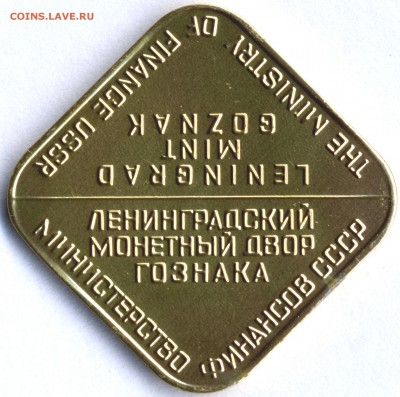 COINS.LAVE.RU
ЛЕНИНГРАДСКИЙ
МОНЕТНЫЙ ДВОР
ГОЗНАКА
МИНИСТЕРСТВО ФИНАНСОВ СССР
THE MINISTRY OF FINANCE USSR
LENINGRAD
MINT
GOZNAK